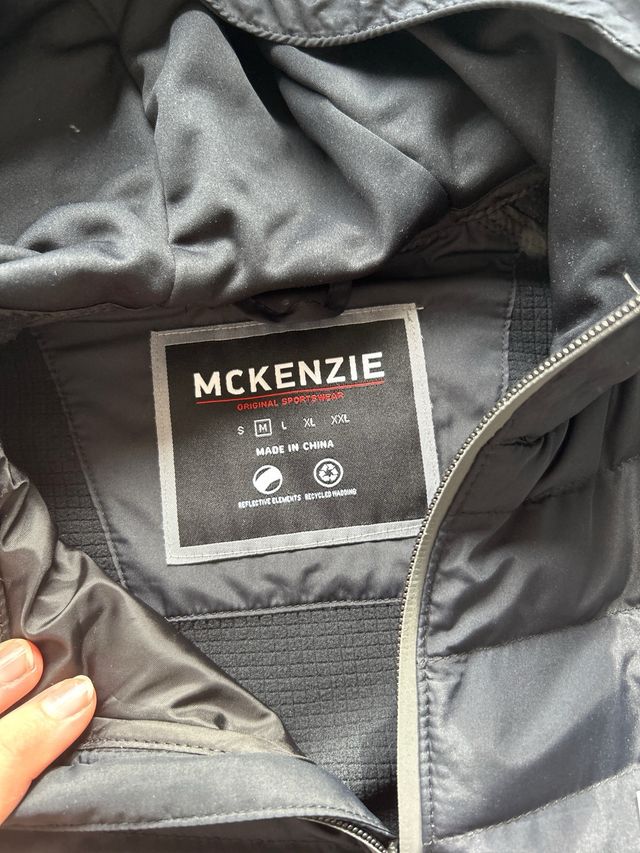 MCKENZIE
ORIGINAL SPORTSWEAR
S M L XL XXL
MADE IN CHINA
REFLECTIVE ELEMENTS RECYCLED WADDING